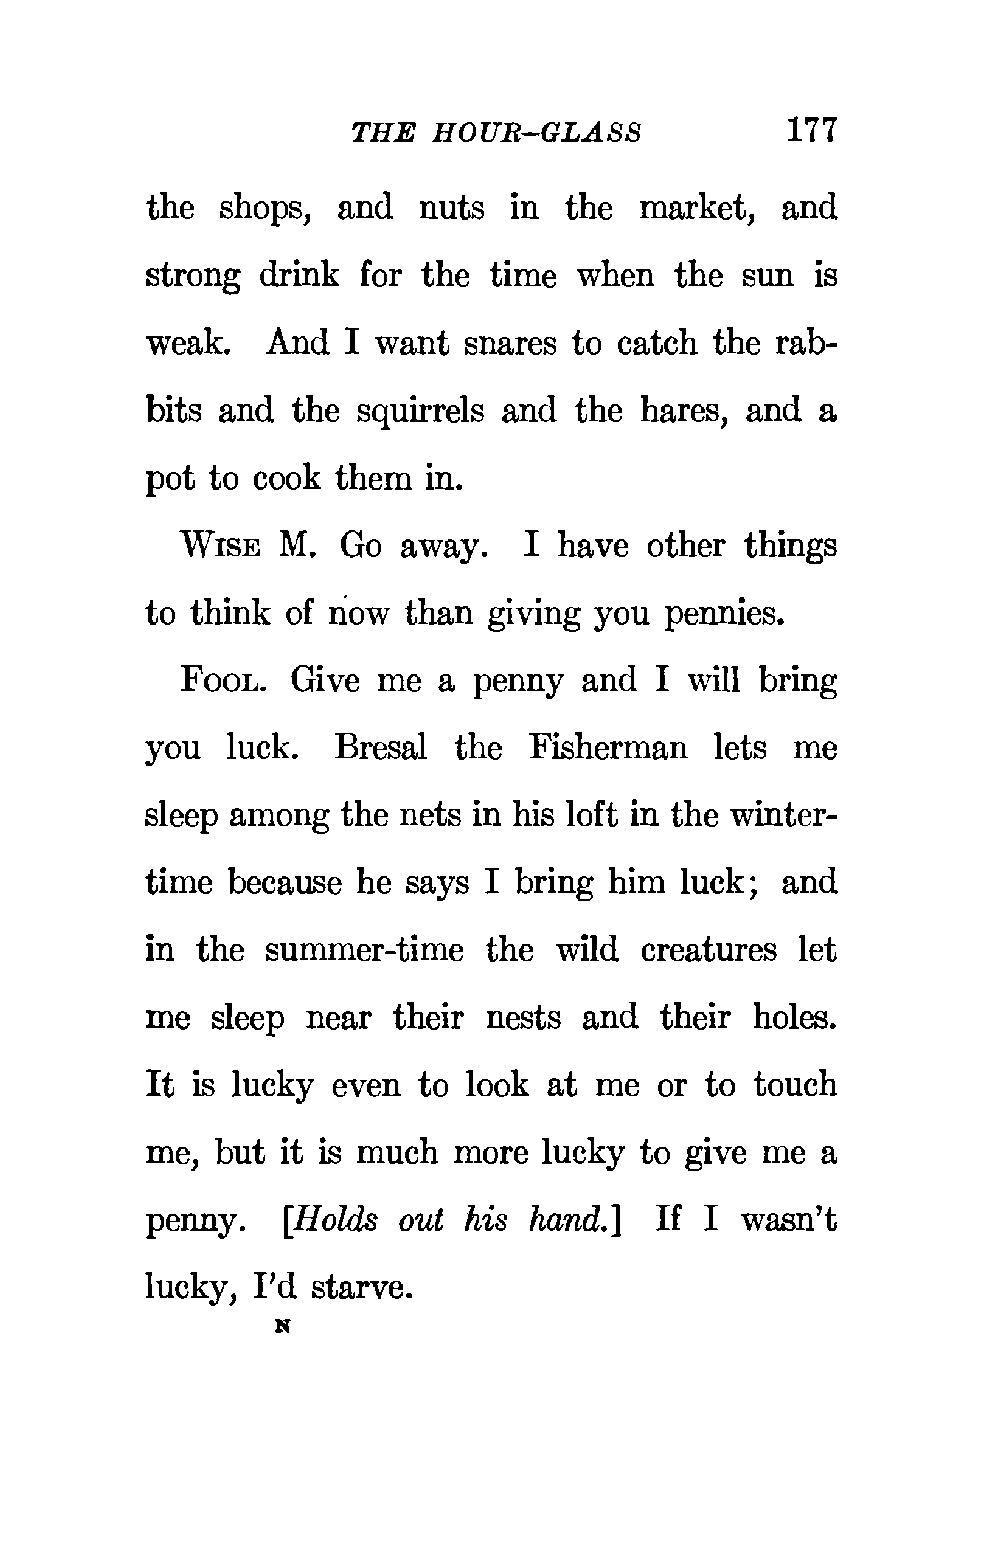 THE HOUR-GLASS 177
the shops, and nuts in the market, and
strong drink for the time when the sun is
weak. And I want snares to catch the rab-
bits and the squirrels and the hares, and a
pot to cook them in.
WISE M. Go away. I have other things
to think of now than giving you pennies.
FOOL. Give me a penny and I will bring
you luck. Bresal the Fisherman lets me
sleep among the nets in his loft in the winter-
time because he says I bring him luck; and
in the summer-time the wild creatures let
me sleep near their nests and their holes.
It is lucky even to look at me or to touch
me, but it is much more lucky to give me a
penny. [Holds out his hand.] If I wasn't
lucky, I'd starve.
N